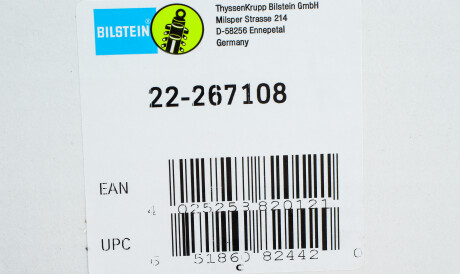 ThyssenKrupp Bilstein GmbH
Milsper Strasse 214
D-58256 Ennepetal
Germany
BILSTEIN
22-267108
EAN
4 025258 820121
UPC
6 51860 82442 0